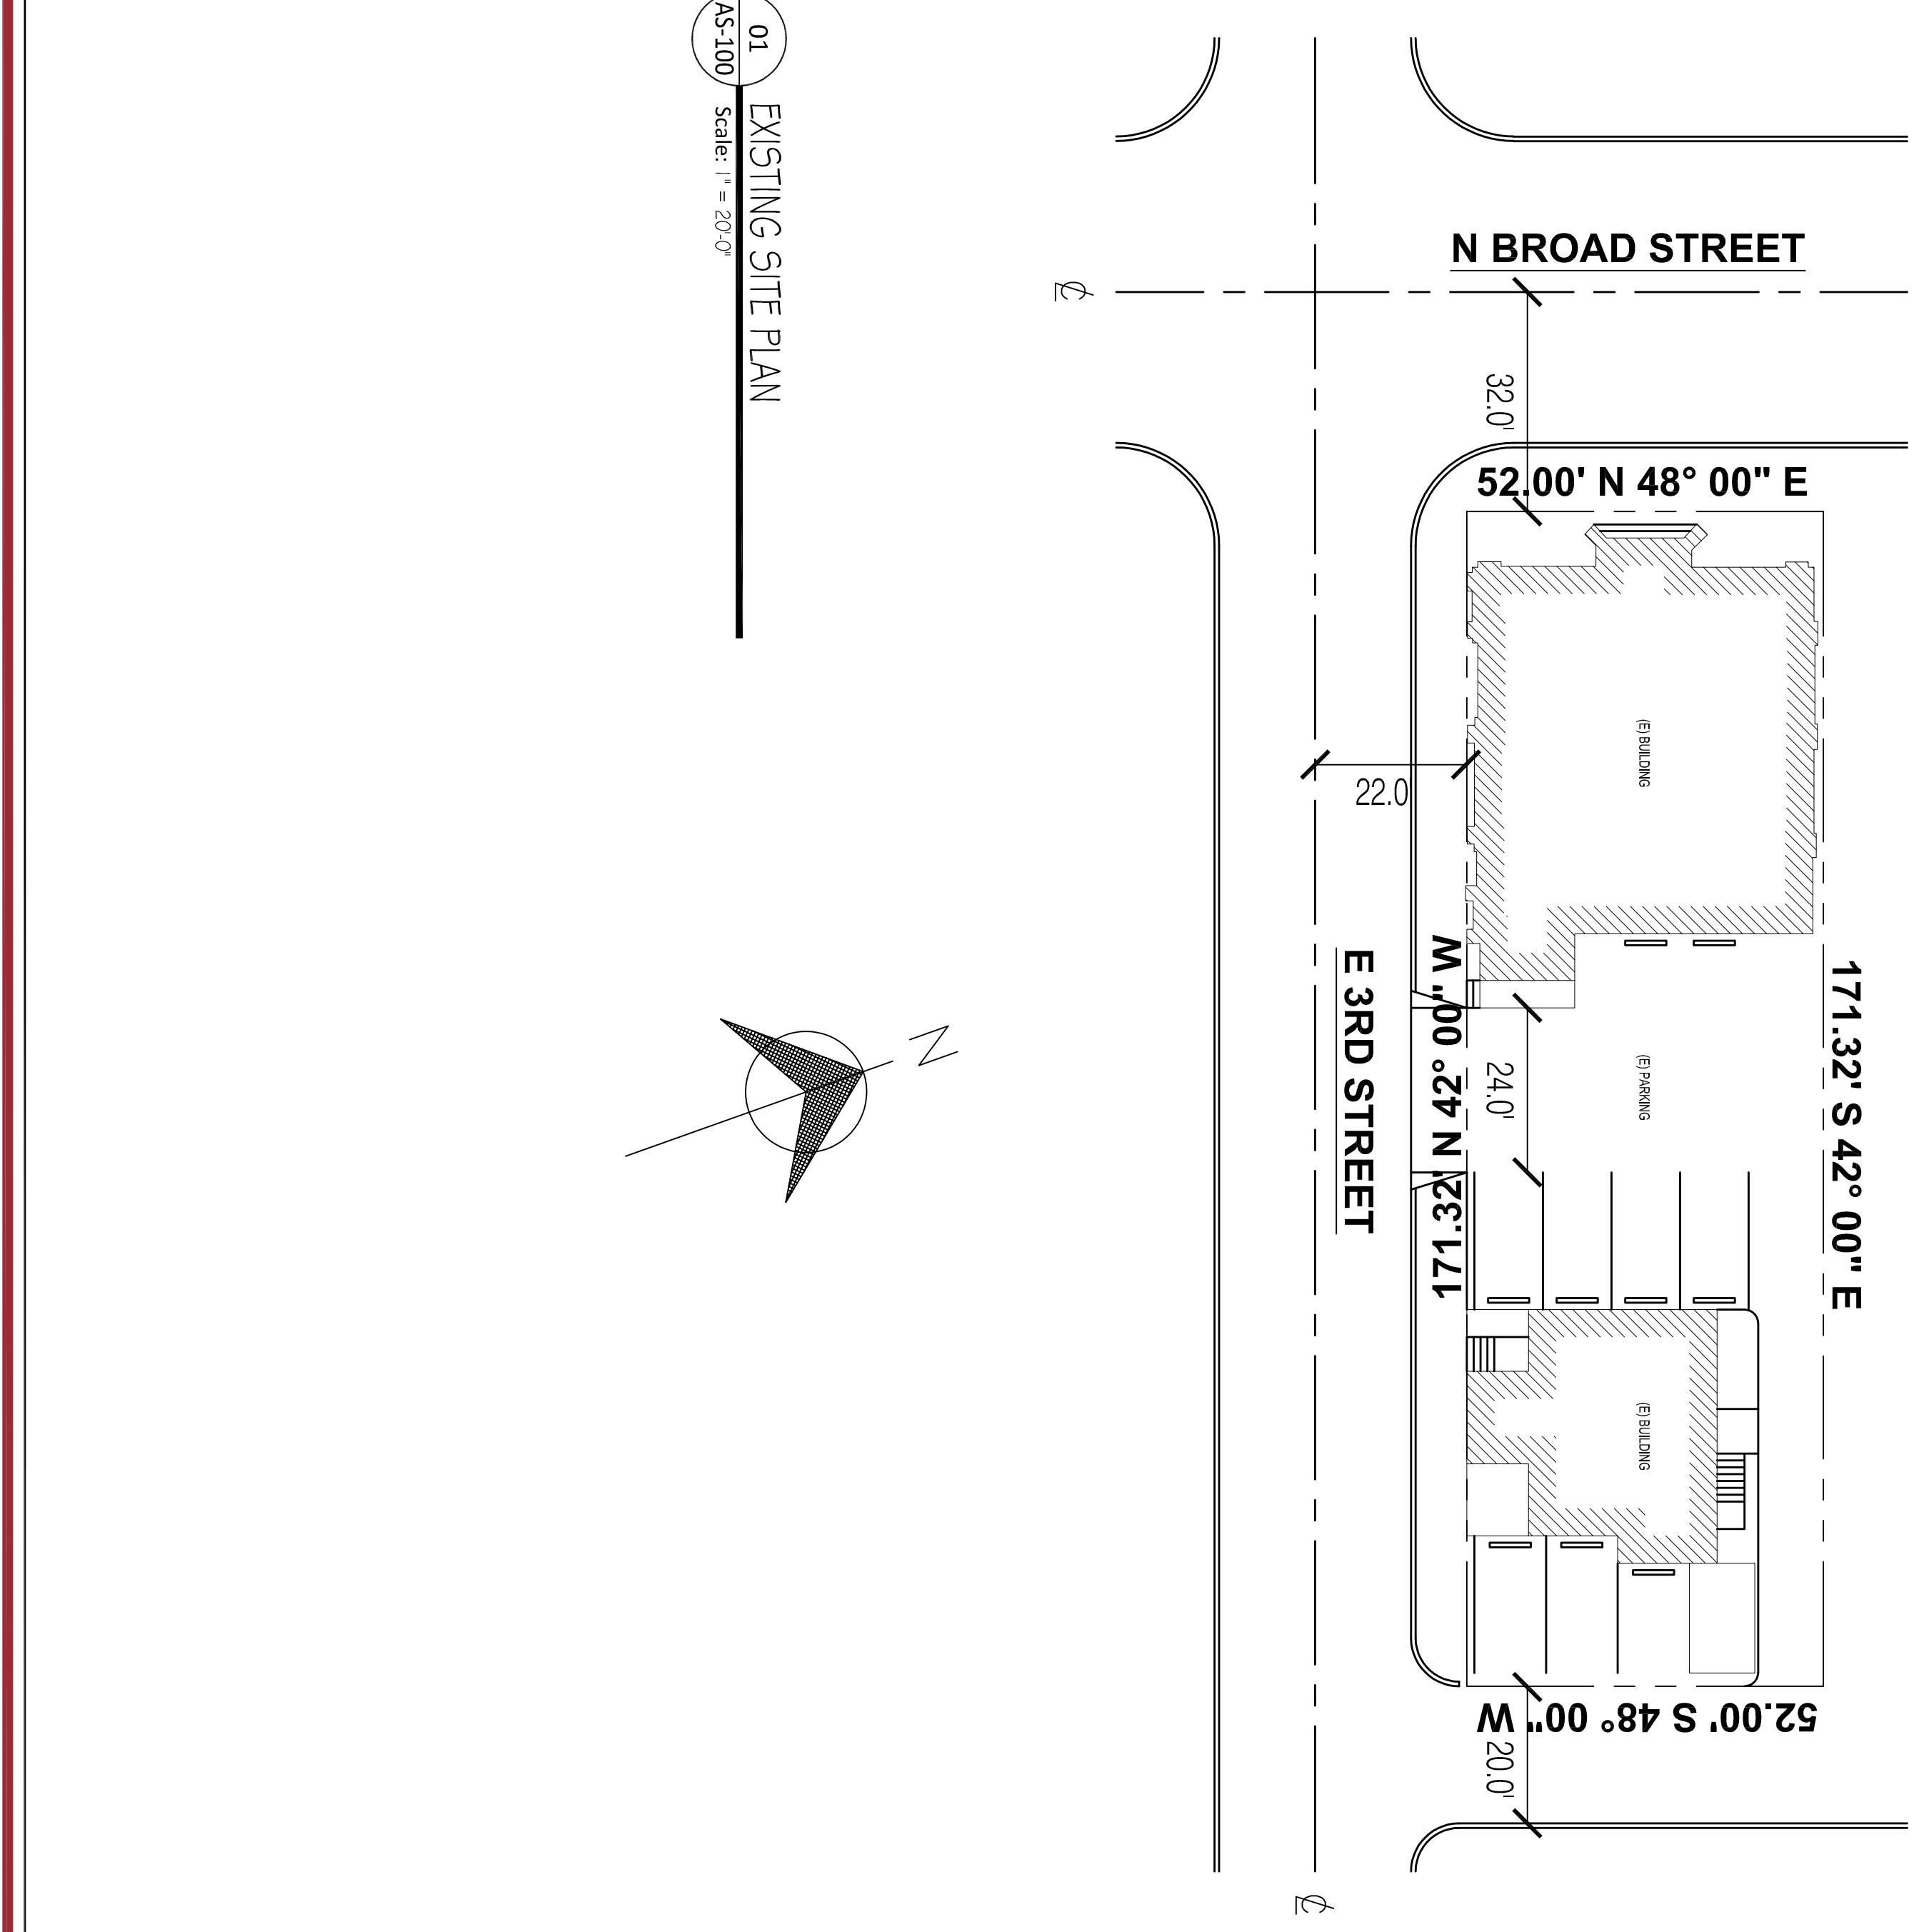 01
AS-100
EXISTING SITE PLAN
Scale: 1" = 20'-0"
N BROAD STREET
℄
32.0'
52.00' N 48° 00" E
(E) BUILDING
22.0
E 3RD STREET
171.32' N 42° 00" W
171.32' S 42° 00" E
N
24.0'
(E) PARKING
(E) BUILDING
52.00' S 48° 00" W
20.0'
℄